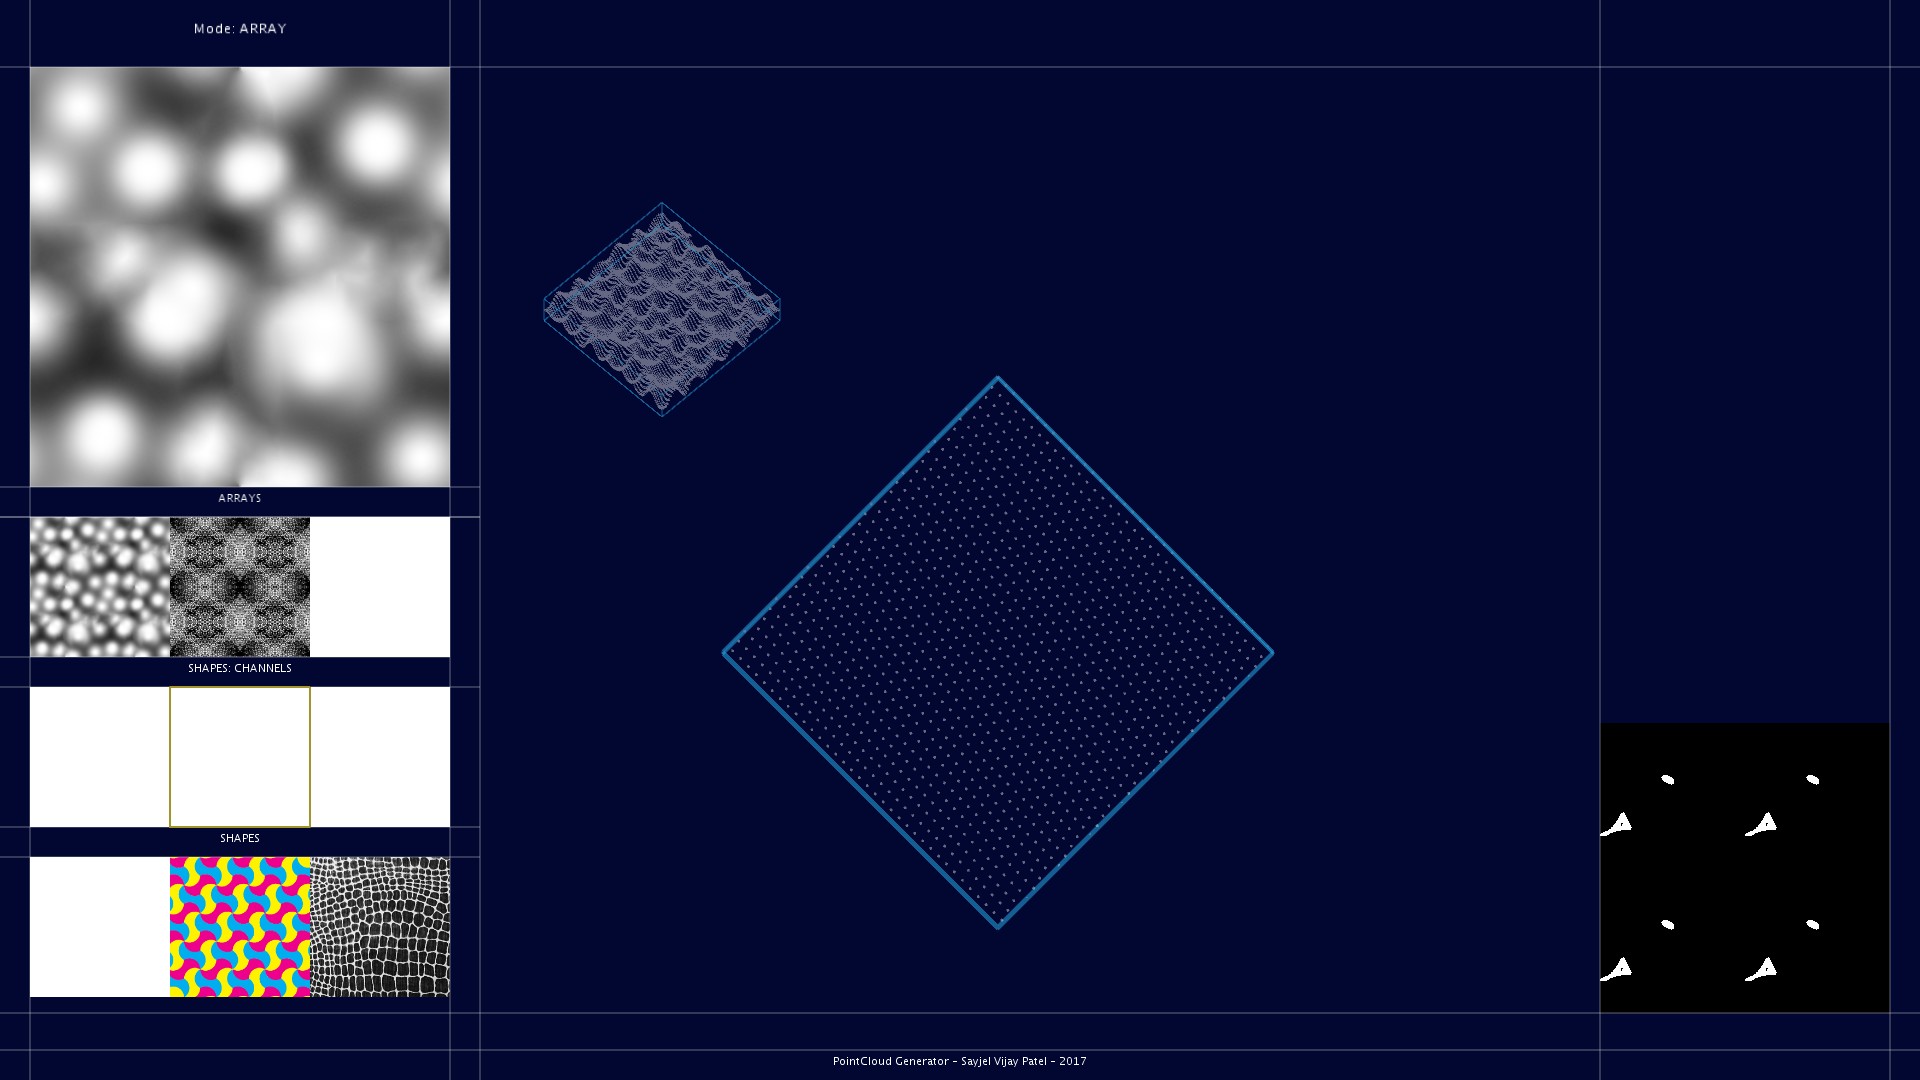 Mode: ARRAY
ARRAYS
SHAPES: CHANNELS
SHAPES
PointCloud Generator - Sayjel Vijay Patel - 2017